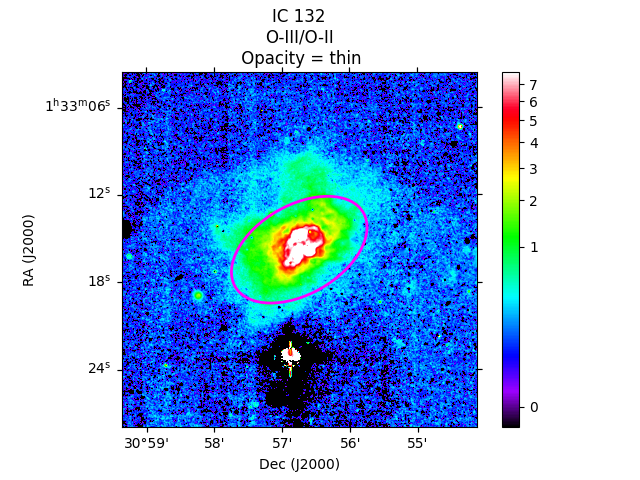 IC 132
O-III/O-II
Opacity = thin
1ʰ33ᵐ06ˢ
12ˢ
18ˢ
24ˢ
RA (J2000)
30°59'
58'
57'
56'
55'
Dec (J2000)
7
6
5
4
3
2
1
0